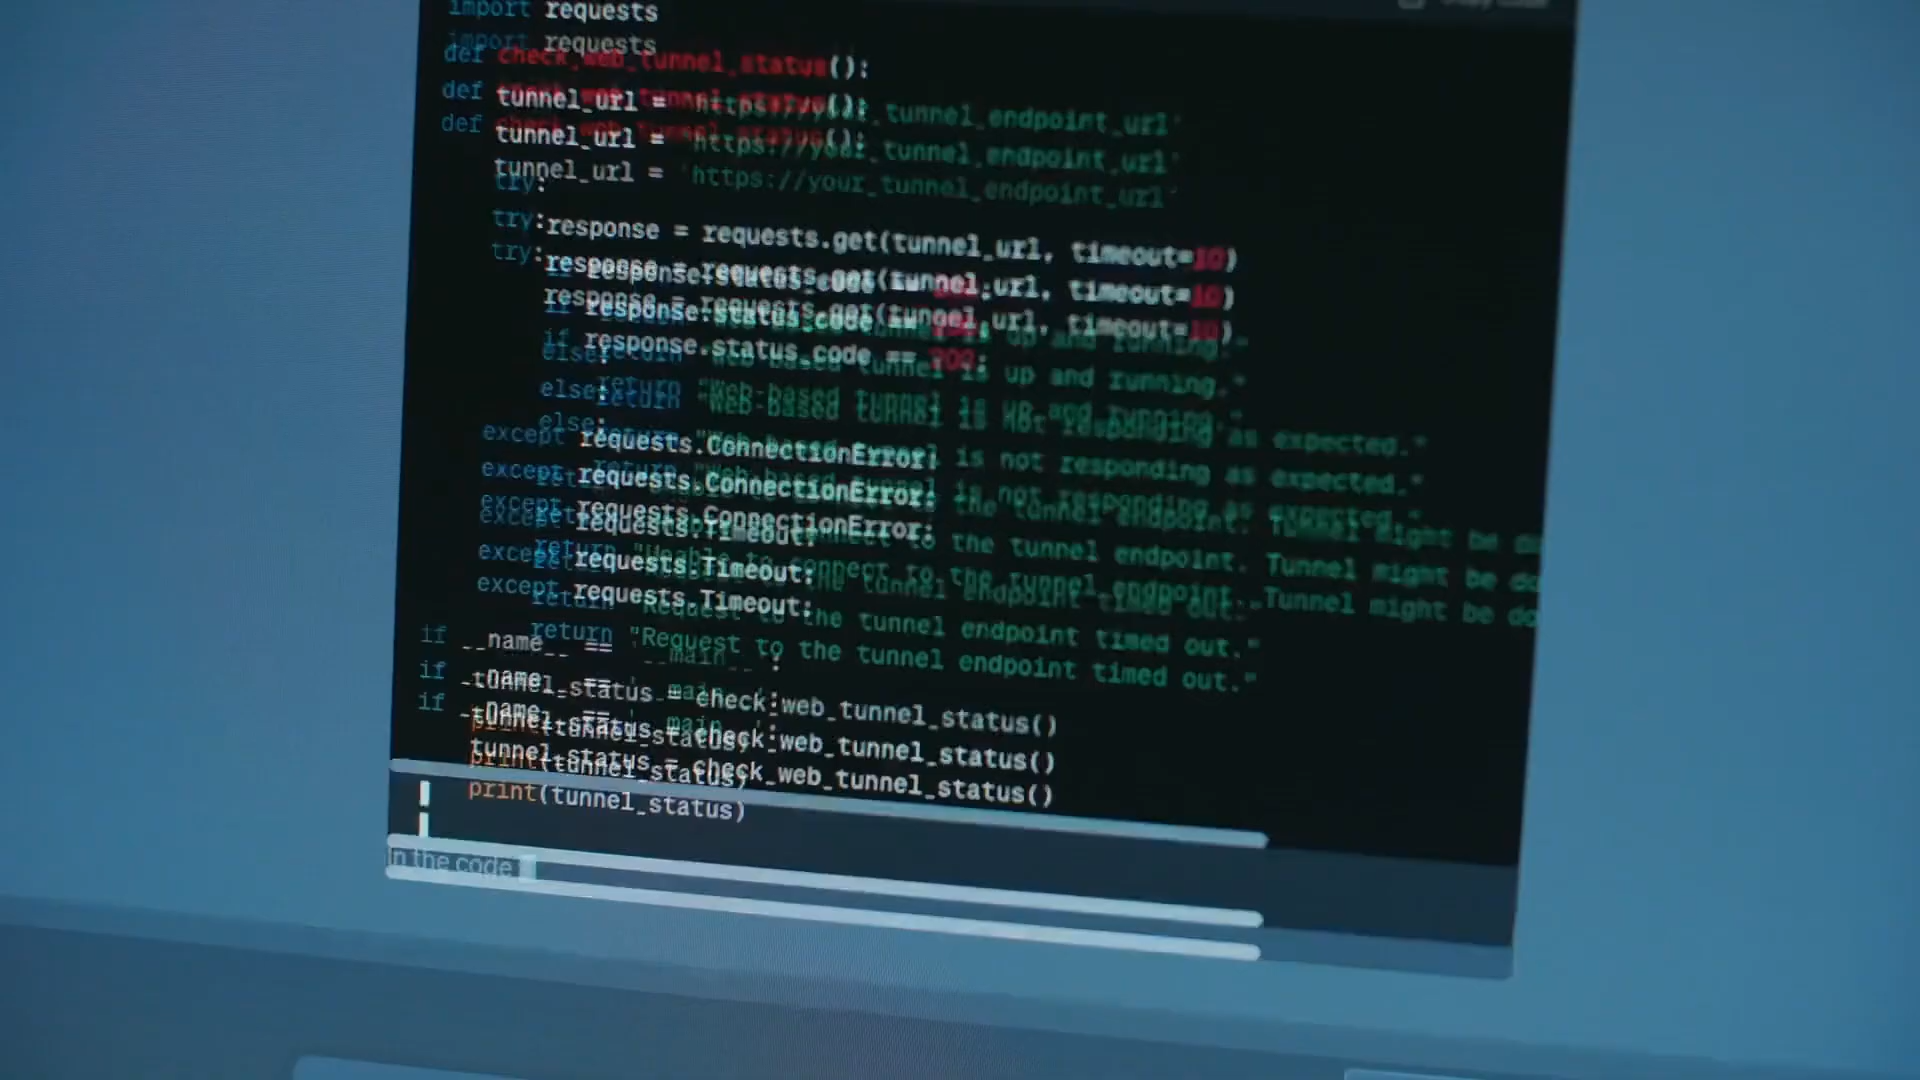 import requests
def check_web_tunnel_status():
tunnel_url = 'https://your_tunnel_endpoint_url'
try:
response = requests.get(tunnel_url, timeout=10)
if response.status_code == 200:
return "Web-based tunnel is up and running."
else:
return "Web-based tunnel is not responding as expected."
except requests.ConnectionError:
return "Unable to connect to the tunnel endpoint. Tunnel might be do
except requests.Timeout:
return "Request to the tunnel endpoint timed out."
if __name__ == '__main__':
tunnel_status = check_web_tunnel_status()
print(tunnel_status)
In the code